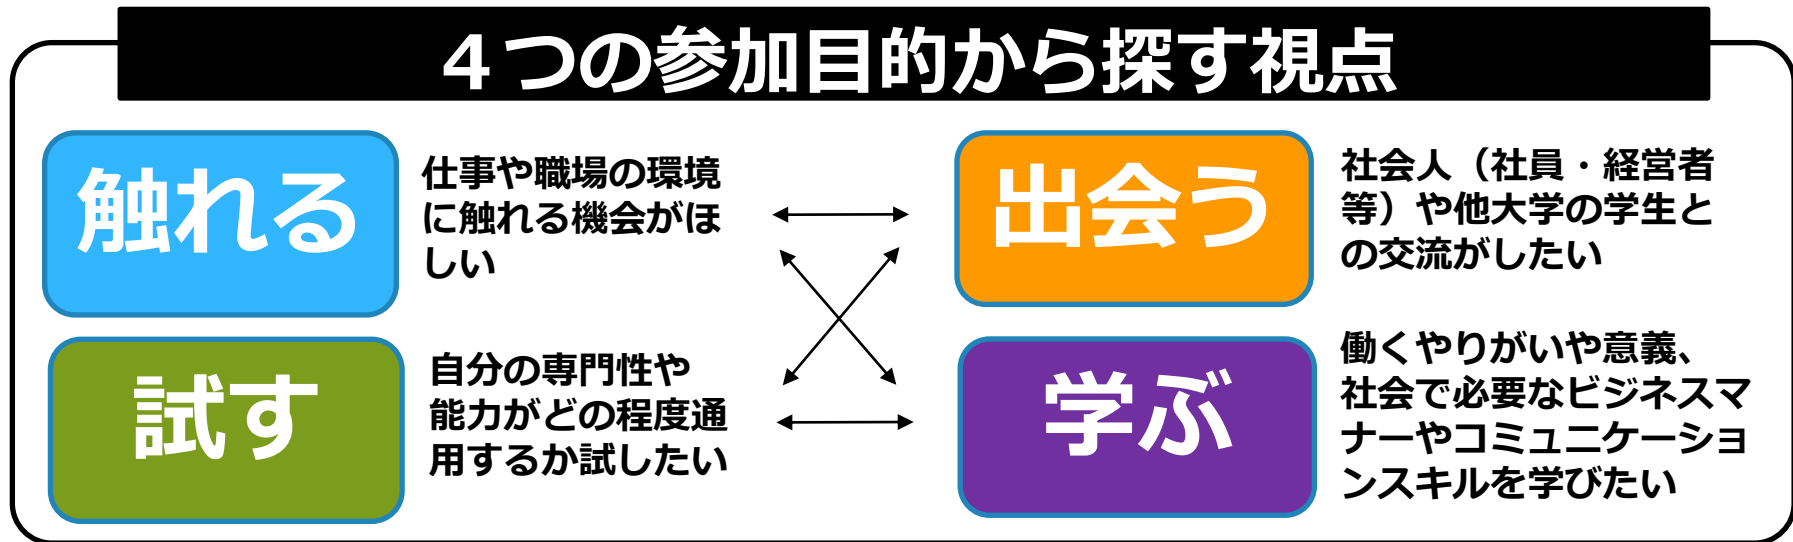 ４つの参加目的から探す視点
触れる
仕事や職場の環境
に触れる機会がほ
しい
出会う
社会人（社員・経営者
等）や他大学の学生と
の交流がしたい
試す
自分の専門性や
能力がどの程度通
用するか試したい
学ぶ
働くやりがいや意義、
社会で必要なビジネスマ
ナーやコミュニケーショ
ンスキルを学びたい